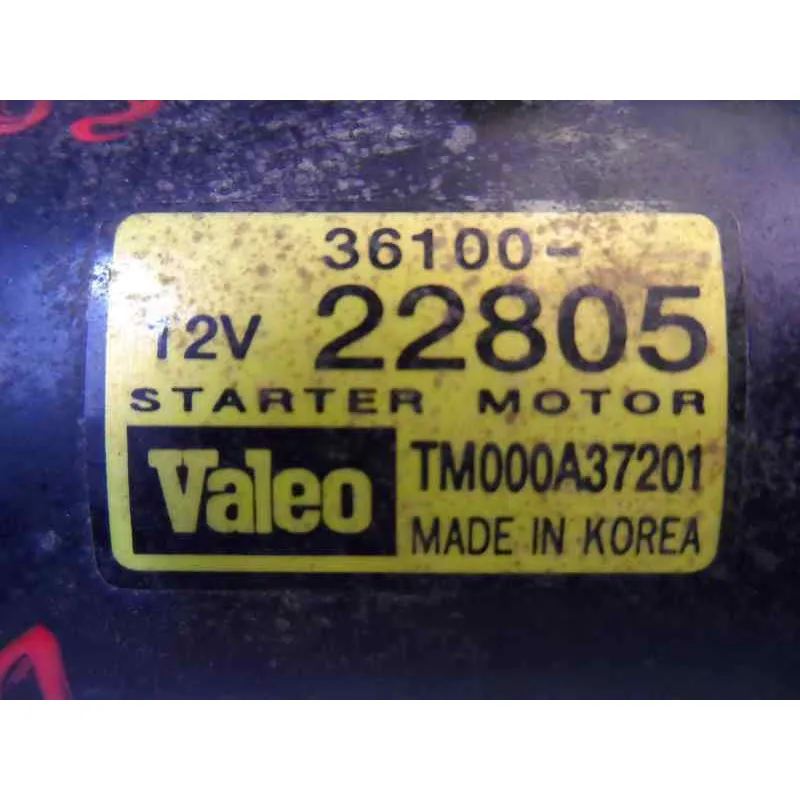 36100-
12V 22805
STARTER MOTOR
Valeo TM000A37201
MADE IN KOREA